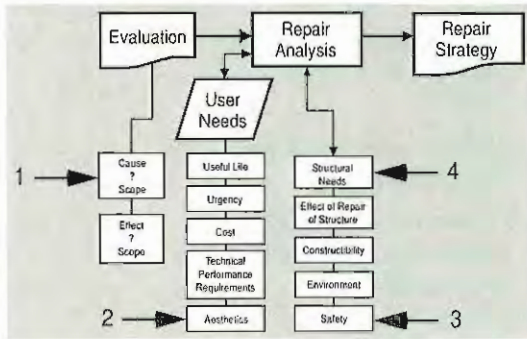 Evaluation
Repair
Analysis
Repair
Strategy
User
Needs
1
Cause
?
Scope
Effect
?
Scope
Useful Life
Urgency
Cost
Technical
Performance
Requirements
2
Aesthetics
Structural
Needs
4
Effect of Repair
of Structure
Constructibility
Environment
Safety
3